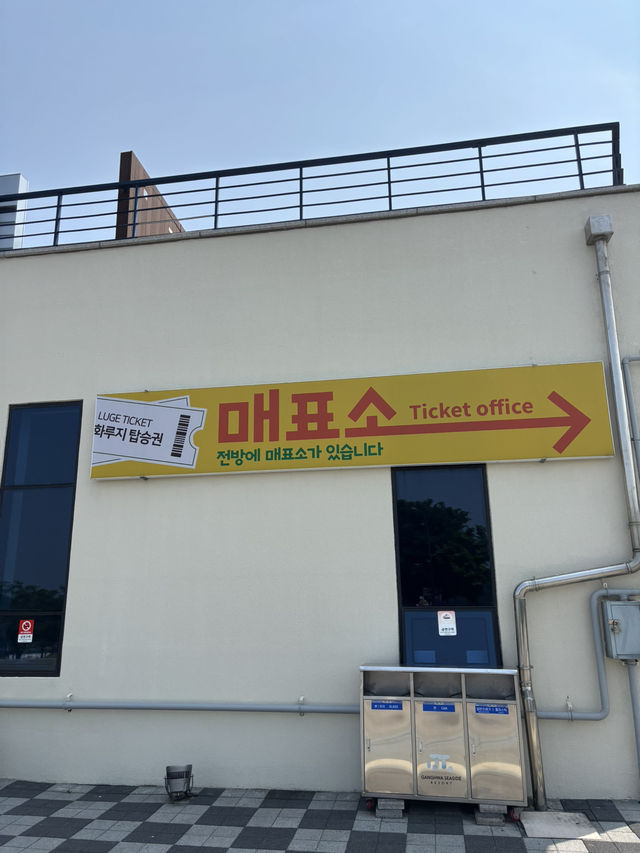 LUGE TICKET
화루지 탑승권
매표소 Ticket office
전방에 매표소가 있습니다
GANGHWA SEASIDE
RESORT